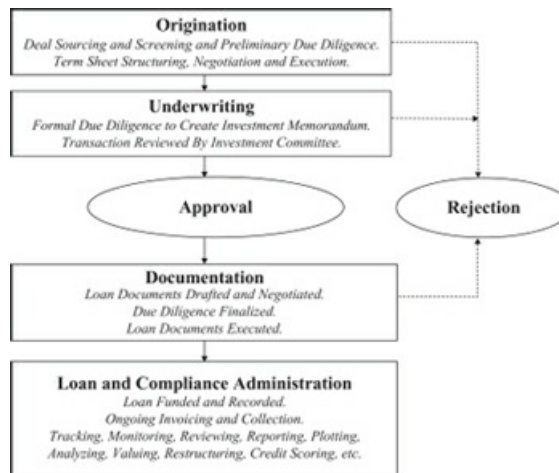 Origination
Deal Sourcing and Screening and Preliminary Due Diligence.
Term Sheet Structuring, Negotiation and Execution.
Underwriting
Formal Due Diligence to Create Investment Memorandum.
Transaction Reviewed By Investment Committee.
Approval
Rejection
Documentation
Loan Documents Drafted and Negotiated.
Due Diligence Finalized.
Loan Documents Executed.
Loan and Compliance Administration
Loan Funded and Recorded.
Ongoing Invoicing and Collection.
Tracking, Monitoring, Reviewing, Reporting, Plotting,
Analyzing, Valuing, Restructuring, Credit Scoring, etc.